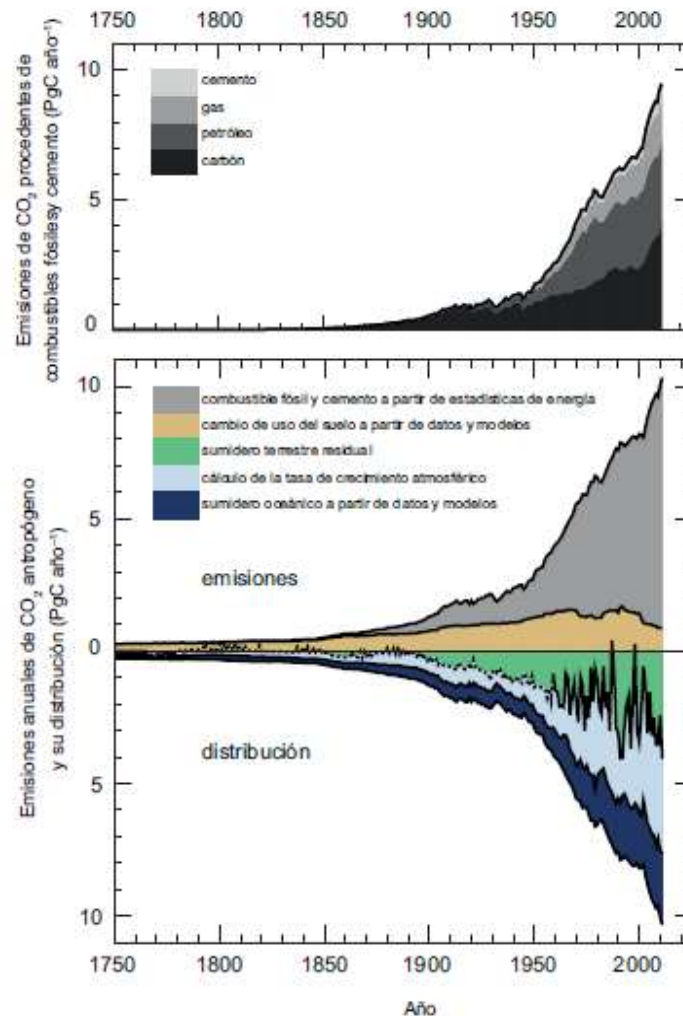 1750 1800 1850 1900 1950 2000
Emisiones de CO₂ procedentes de
combustibles fósilesy cemento (PgC año⁻¹)
10
5
0
cemento
gas
petróleo
carbón
Emisiones anuales de CO₂ antropógeno
y su distribución (PgC año⁻¹)
10
5
0
5
10
combustible fósil y cemento a partir de estadísticas de energía
cambio de uso del suelo a partir de datos y modelos
sumidero terrestre residual
cálculo de la tasa de crecimiento atmosférico
sumidero oceánico a partir de datos y modelos
emisiones
distribución
1750 1800 1850 1900 1950 2000
Año